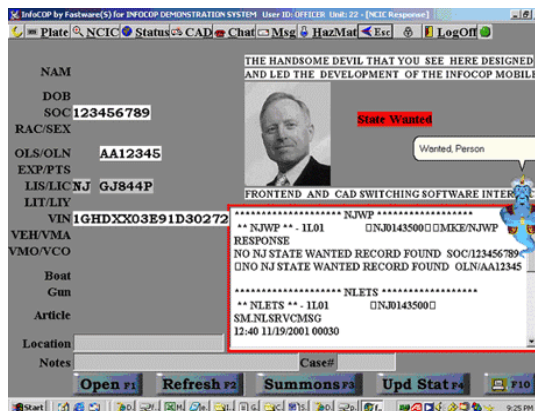 InfoCOP by Fastware(S) for INFOCOP DEMONSTRATION SYSTEM User ID: OFFICER Unit: 22 - [NCIC Response]
Plate NCIC Status CAD Chat Msg HazMat Esc LogOff
THE HANDSOME DEVIL THAT YOU SEE HERE DESIGNED
NAM AND LED THE DEVELOPMENT OF THE INFOCOP MOBILE
DOB
SOC 123456789
State Wanted
RAC/SEX
Wanted, Person
OLS/OLN AA12345
EXP/PTS
LIS/LIC NJ GJ844P
LIT/LIY FRONTEND AND CAD SWITCHING SOFTWARE
VIN 1GHDXX03E91D30272
******************** NJWP ******************
** NJWP ** - 1L01 NJ0143500 MKE/NJWP
VEH/VMA
RESPONSE
VMO/VCO
NO NJ STATE WANTED RECORD FOUND SOC/123456789
NO NJ STATE WANTED RECORD FOUND OLN/AA12345
Boat
Gun
******************** NLETS ******************
** NLETS ** - 1L01 NJ0143500
Article
SM.NLSRVCMSG
12:40 11/19/2001 00030
Location
Notes Case#
Open F1 Refresh F2 Summons F3 Upd Stat F4 F10
Start 9:25 PM